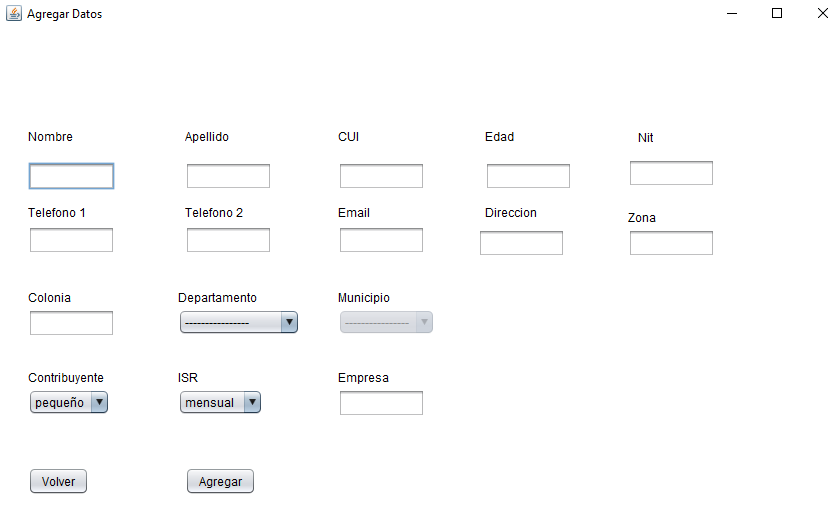 Agregar Datos
Nombre Apellido CUI Edad Nit
Telefono 1 Telefono 2 Email Direccion Zona
Colonia Departamento Municipio
---------------- ----------------
Contribuyente ISR Empresa
pequeño mensual
Volver Agregar